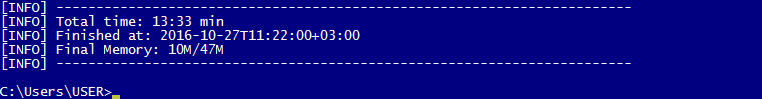 [INFO] ------------------------------------------------------------------------
[INFO] Total time: 13:33 min
[INFO] Finished at: 2016-10-27T11:22:00+03:00
[INFO] Final Memory: 10M/47M
[INFO] ------------------------------------------------------------------------
C:\Users\USER>